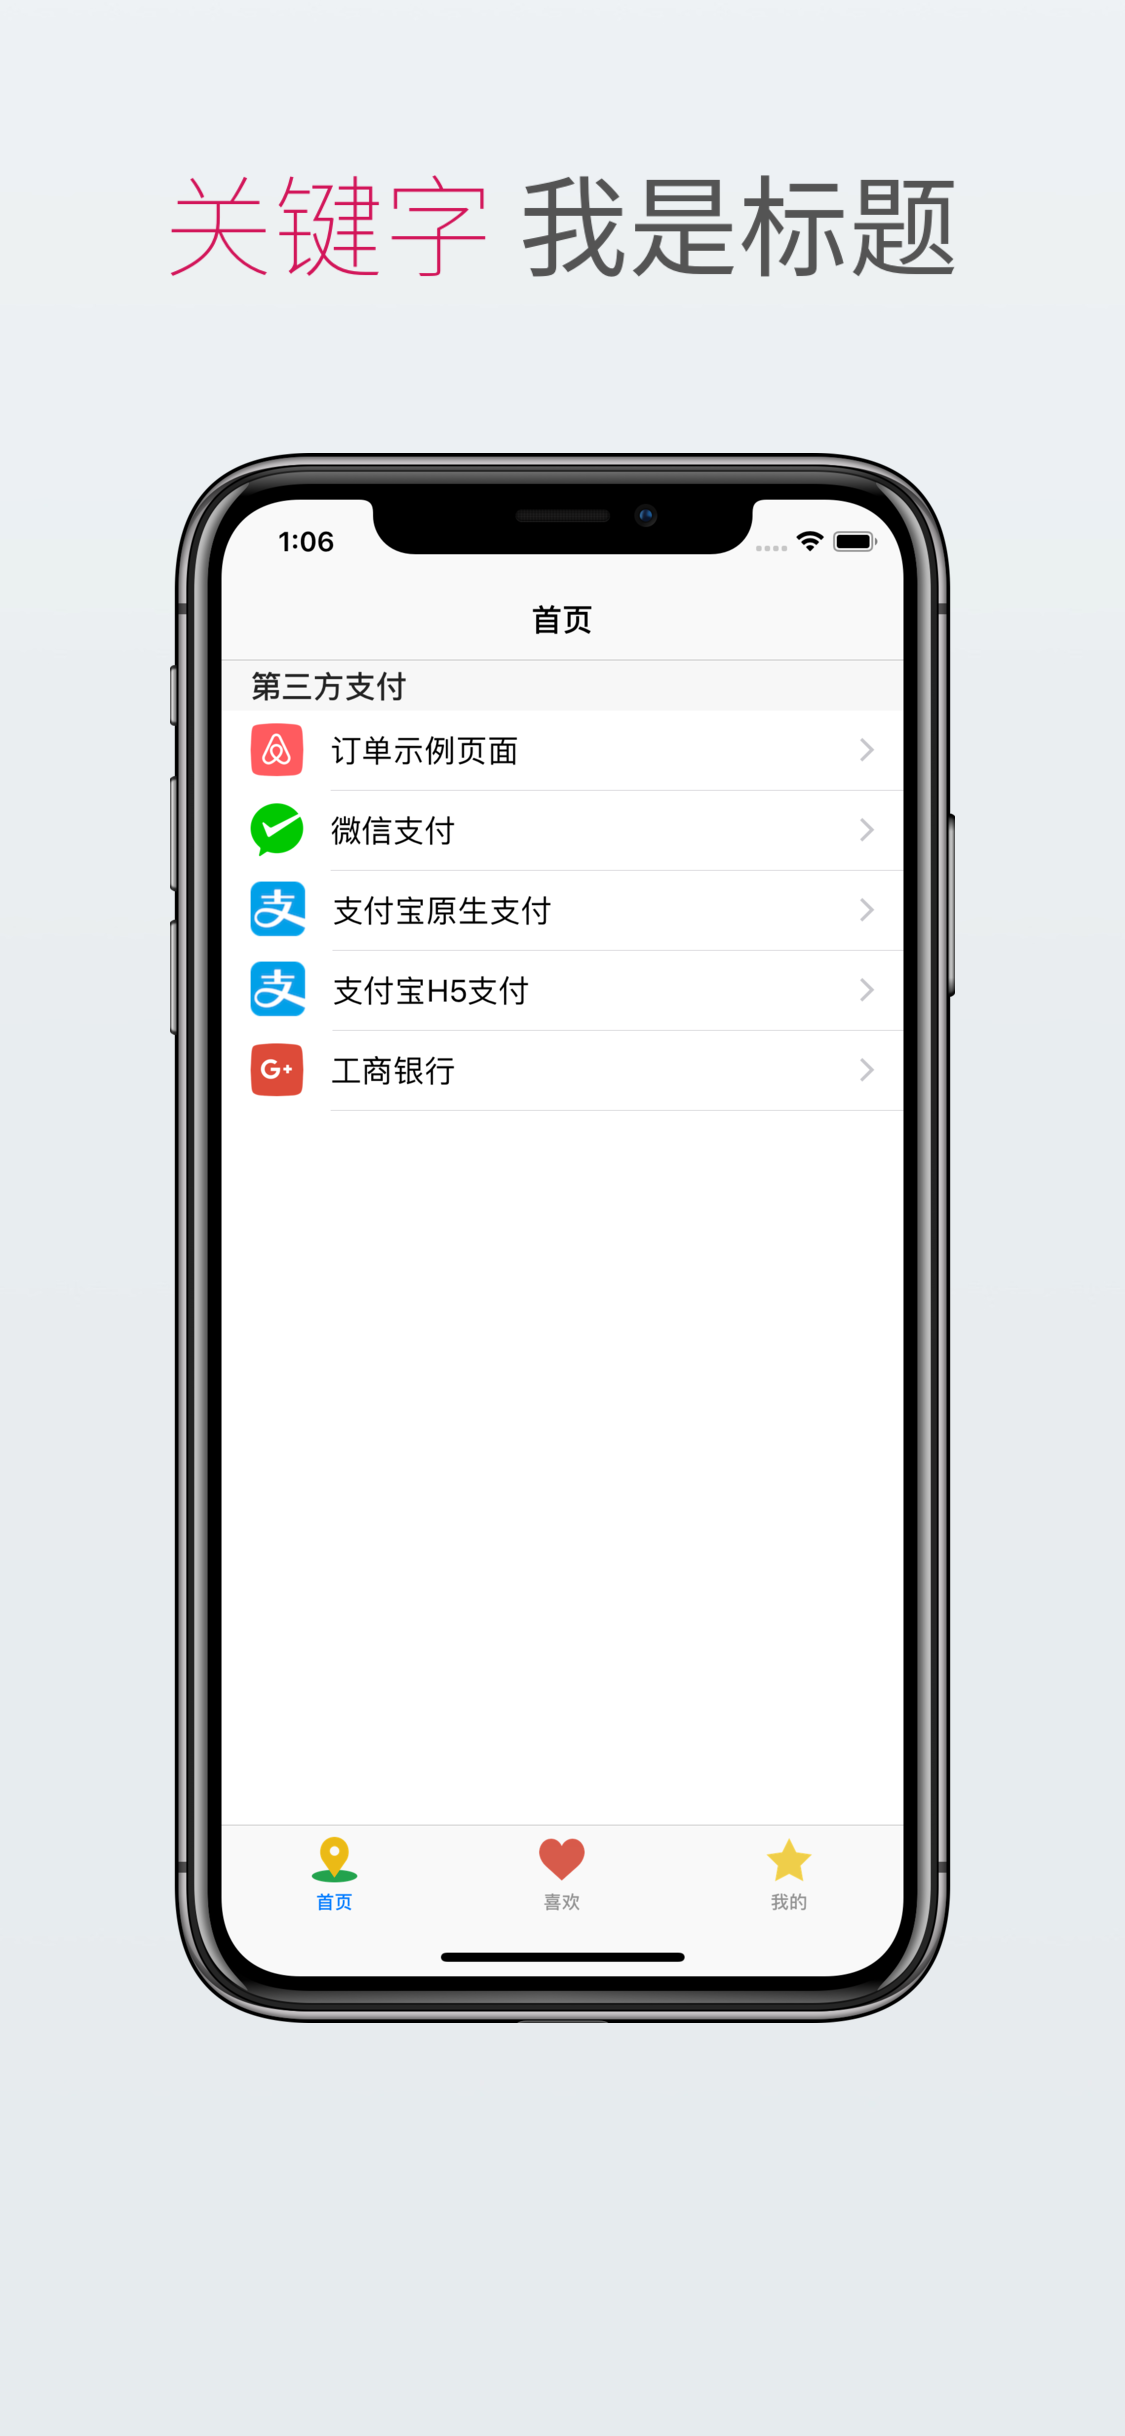 关键字 我是标题
1:06
首页
第三方支付
订单示例页面
微信支付
支 支付宝原生支付
支 支付宝H5支付
G+ 工商银行
首页 喜欢 我的